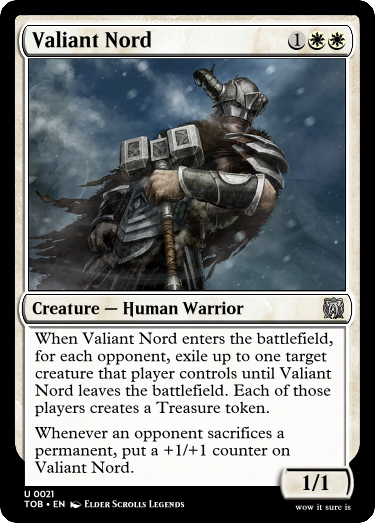 Valiant Nord 1
Creature — Human Warrior
When Valiant Nord enters the battlefield,
for each opponent, exile up to one target
creature that player controls until Valiant
Nord leaves the battlefield. Each of those
players creates a Treasure token.
Whenever an opponent sacrifices a
permanent, put a +1/+1 counter on
Valiant Nord.
1/1
U 0021
TOB • EN Elder Scrolls Legends
wow it sure is